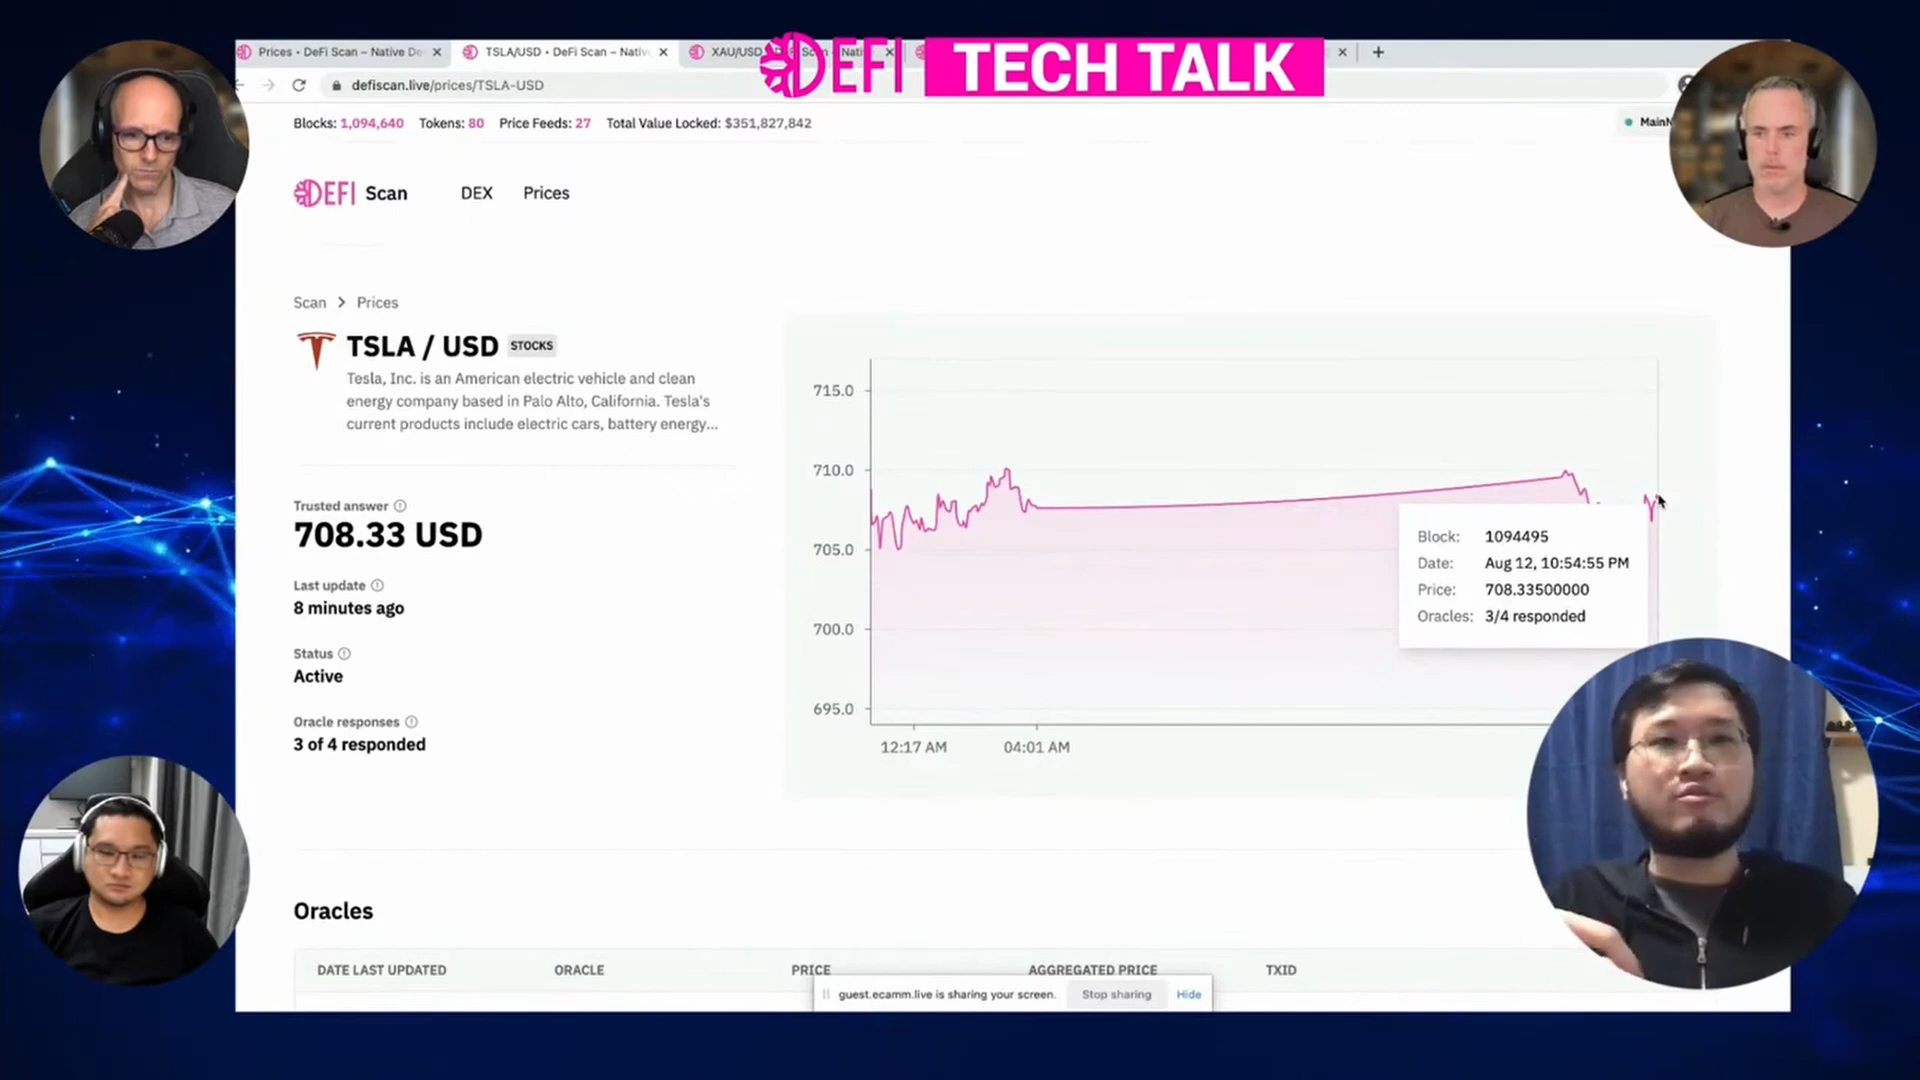 DEFI TECH TALK
Prices • DeFi Scan – Native De
TSLA/USD • DeFi Scan – Native
XAU/USD
defiscan.live/prices/TSLA-USD
Blocks: 1,094,640 Tokens: 80 Price Feeds: 27 Total Value Locked: $351,827,842
MainN
DEFI Scan DEX Prices
Scan > Prices
TSLA / USD STOCKS
Tesla, Inc. is an American electric vehicle and clean
energy company based in Palo Alto, California. Tesla's
current products include electric cars, battery energy...
Trusted answer
708.33 USD
Last update
8 minutes ago
Status
Active
Oracle responses
3 of 4 responded
715.0
710.0
705.0
700.0
695.0
12:17 AM 04:01 AM
Block: 1094495
Date: Aug 12, 10:54:55 PM
Price: 708.33500000
Oracles: 3/4 responded
Oracles
DATE LAST UPDATED ORACLE PRICE AGGREGATED PRICE TXID
guest.ecamm.live is sharing your screen. Stop sharing Hide